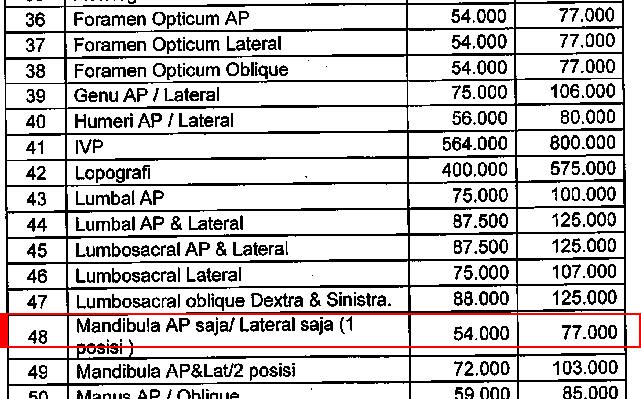 36 Foramen Opticum AP 54.000 77.000
37 Foramen Opticum Lateral 54.000 77.000
38 Foramen Opticum Oblique 54.000 77.000
39 Genu AP / Lateral 75.000 106.000
40 Humeri AP / Lateral 56.000 80.000
41 IVP 564.000 800.000
42 Lopografi 400.000 575.000
43 Lumbal AP 75.000 100.000
44 Lumbal AP & Lateral 87.500 125.000
45 Lumbosacral AP & Lateral 87.500 125.000
46 Lumbosacral Lateral 75.000 107.000
47 Lumbosacral oblique Dextra & Sinistra. 88.000 125.000
48 Mandibula AP saja/ Lateral saja (1 54.000 77.000
posisi )
49 Mandibula AP&Lat/2 posisi 72.000 103.000
50 Manus AP / Oblique 59.000 85.000